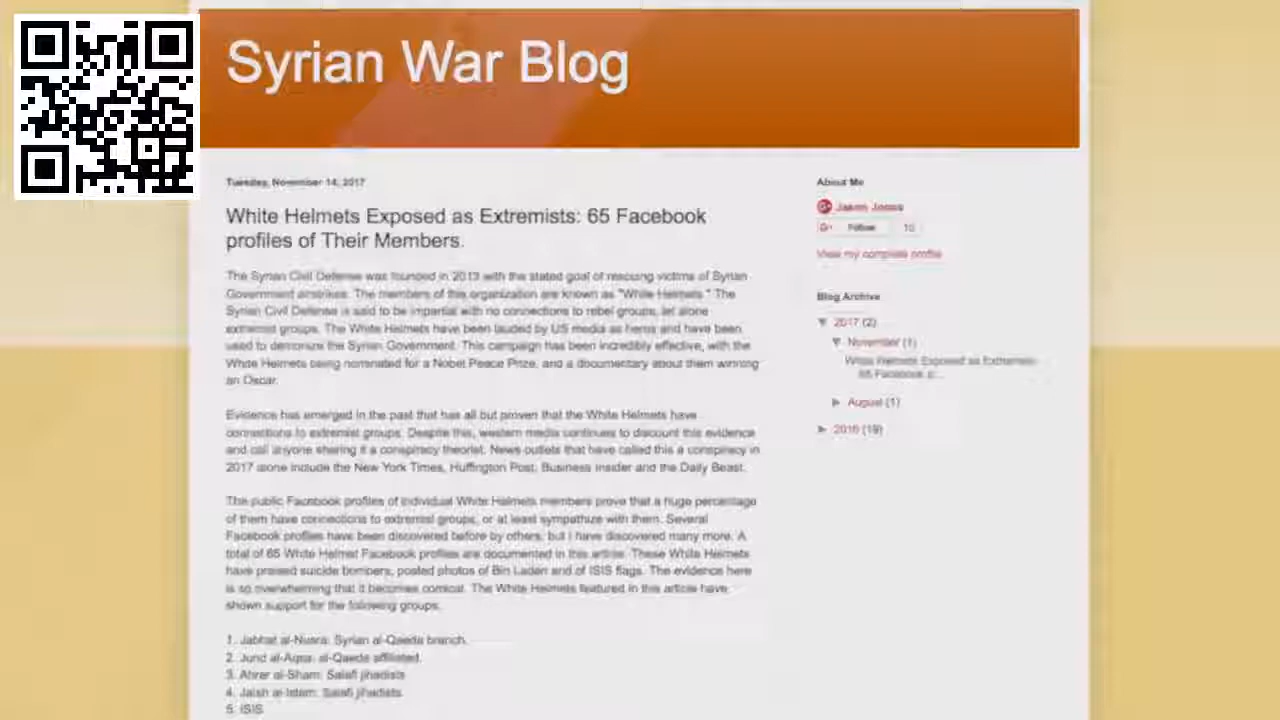 Syrian War Blog
Tuesday, November 14, 2017
White Helmets Exposed as Extremists: 65 Facebook
profiles of Their Members.
The Syrian Civil Defense was founded in 2013 with the stated goal of rescuing victims of Syrian
Government airstrikes. The members of this organization are known as "White Helmets." The
Syrian Civil Defense is said to be impartial with no connections to rebel groups, let alone
extremist groups. The White Helmets have been lauded by US media as heros and have been
used to demonize the Syrian Government. This campaign has been incredibly effective, with the
White Helmets being nominated for a Nobel Peace Prize, and a documentary about them winning
an Oscar.
Evidence has emerged in the past that has all but proven that the White Helmets have
connections to extremist groups. Despite this, western media continues to discount this evidence
and call anyone sharing it a conspiracy theorist. News outlets that have called this a conspiracy in
2017 alone include the New York Times, Huffington Post, Business Insider and the Daily Beast.
The public Facebook profiles of individual White Helmets members prove that a huge percentage
of them have connections to extremist groups, or at least sympathize with them. Several
Facebook profiles have been discovered before by others, but I have discovered many more. A
total of 65 White Helmet Facebook profiles are documented in this article. These White Helmets
have praised suicide bombers, posted photos of Bin Laden and of ISIS flags. The evidence here
is so overwhelming that it becomes comical. The White Helmets featured in this article have
shown support for the following groups.
1. Jabhat al-Nusra: Syrian al-Qaeda branch.
2. Jund al-Aqsa: al-Qaeda affiliated.
3. Ahrar al-Sham: Salafi jihadists
4. Jaish al-Islam: Salafi jihadists
5. ISIS
About Me
Jason Jones
Follow 10
View my complete profile
Blog Archive
▼ 2017 (2)
▼ November (1)
White Helmets Exposed as Extremists:
65 Facebook p...
► August (1)
► 2016 (19)